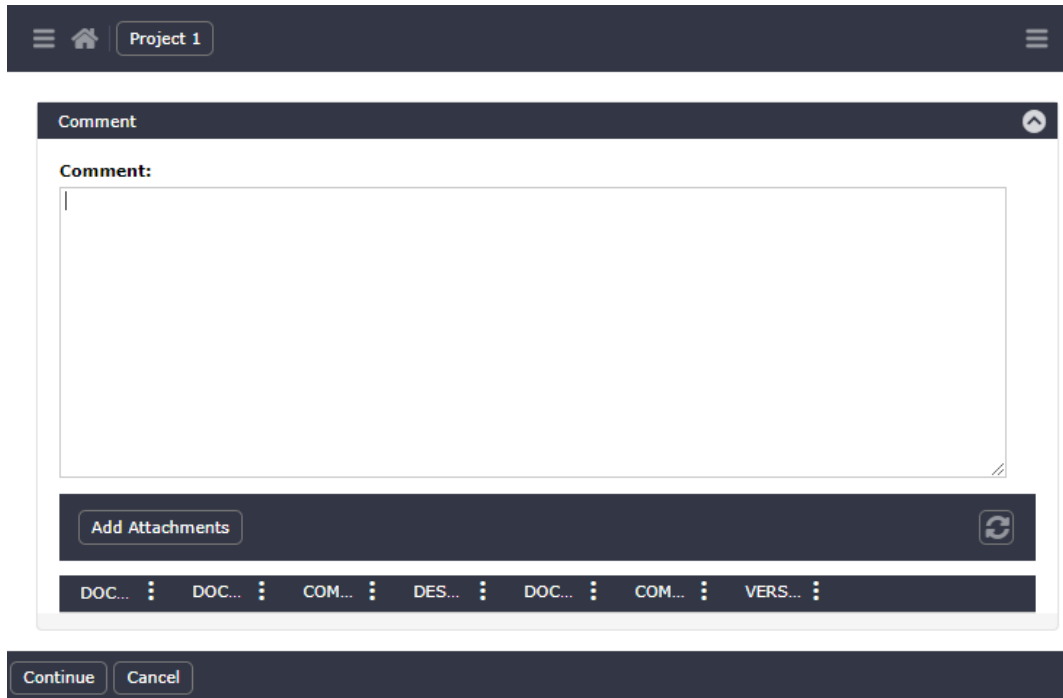 Project 1
Comment
Comment:
Add Attachments
DOC... DOC... COM... DES... DOC... COM... VERS...
Continue Cancel